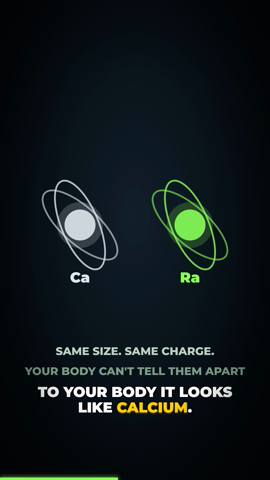 Ca
Ra
SAME SIZE. SAME CHARGE.
YOUR BODY CAN'T TELL THEM APART
TO YOUR BODY IT LOOKS
LIKE CALCIUM.